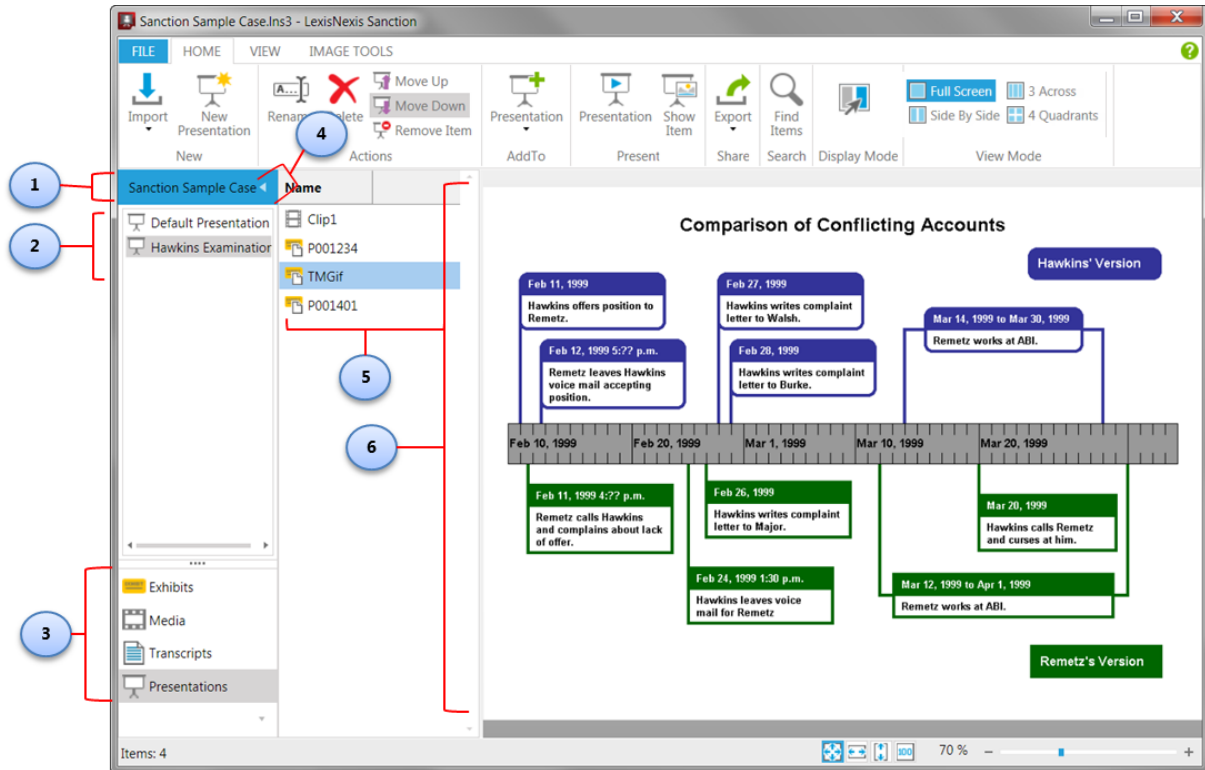 Sanction Sample Case.lns3 - LexisNexis Sanction
FILE HOME VIEW IMAGE TOOLS
Import
New Presentation
New
Delete
Move Up
Move Down
Remove Item
Actions
Presentation
AddTo
Presentation
Show Item
Present
Export
Share
Find Items
Search
Display Mode
Full Screen
3 Across
Side By Side
4 Quadrants
View Mode
1
2
3
4
5
6
Sanction Sample Case
Default Presentation
Hawkins Examination
Exhibits
Media
Transcripts
Presentations
Items: 4
Name
Clip1
P001234
TMGif
P001401
Comparison of Conflicting Accounts
Hawkins' Version
Feb 11, 1999
Hawkins offers position to
Remetz.
Feb 12, 1999 5:?? p.m.
Remetz leaves Hawkins
voice mail accepting
position.
Feb 27, 1999
Hawkins writes complaint
letter to Walsh.
Feb 28, 1999
Hawkins writes complaint
letter to Burke.
Mar 14, 1999 to Mar 30, 1999
Remetz works at ABI.
Feb 10, 1999 Feb 20, 1999 Mar 1, 1999 Mar 10, 1999 Mar 20, 1999
Feb 11, 1999 4:?? p.m.
Remetz calls Hawkins
and complains about lack
of offer.
Feb 26, 1999
Hawkins writes complaint
letter to Major.
Feb 24, 1999 1:30 p.m.
Hawkins leaves voice
mail for Remetz
Mar 20, 1999
Hawkins calls Remetz
and curses at him.
Mar 12, 1999 to Apr 1, 1999
Remetz works at ABI.
Remetz's Version
100
70 %